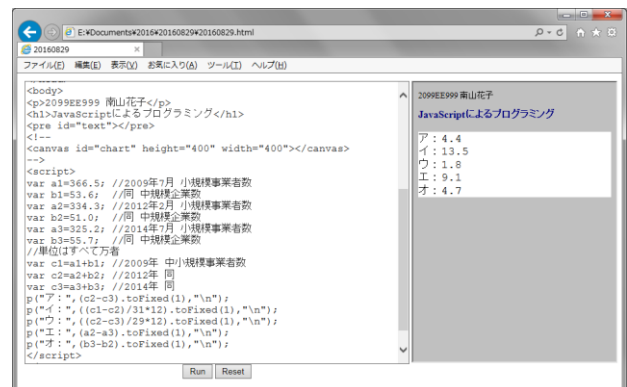 E:¥Documents¥2016¥20160829¥20160829.html
20160829
ファイル(F) 編集(E) 表示(V) お気に入り(A) ツール(T) ヘルプ(H)
<body>
<p>2099EE999 南山花子</p>
<h1>JavaScriptによるプログラミング</h1>
<pre id="text"></pre>
<!--
<canvas id="chart" height="400" width="400"></canvas>
-->
<script>
var a1=366.5; //2009年7月 小規模事業者数
var b1=53.6; //同 中規模企業数
var a2=334.3; //2012年2月 小規模事業者数
var b2=51.0; //同 中規模企業数
var a3=325.2; //2014年7月 小規模事業者数
var b3=55.7; //同 中規模企業数
//単位はすべて万者
var c1=a1+b1; //2009年 中小規模事業者数
var c2=a2+b2; //2012年 同
var c3=a3+b3; //2014年 同
p("ア：",(c2-c3).toFixed(1),"\n");
p("イ：",((c1-c2)/31*12).toFixed(1),"\n");
p("ウ：",((c2-c3)/29*12).toFixed(1),"\n");
p("エ：",(a2-a3).toFixed(1),"\n");
p("オ：",(b3-b2).toFixed(1),"\n");
</script>
Run Reset
2099EE999 南山花子
JavaScriptによるプログラミング
ア：4.4
イ：13.5
ウ：1.8
エ：9.1
オ：4.7